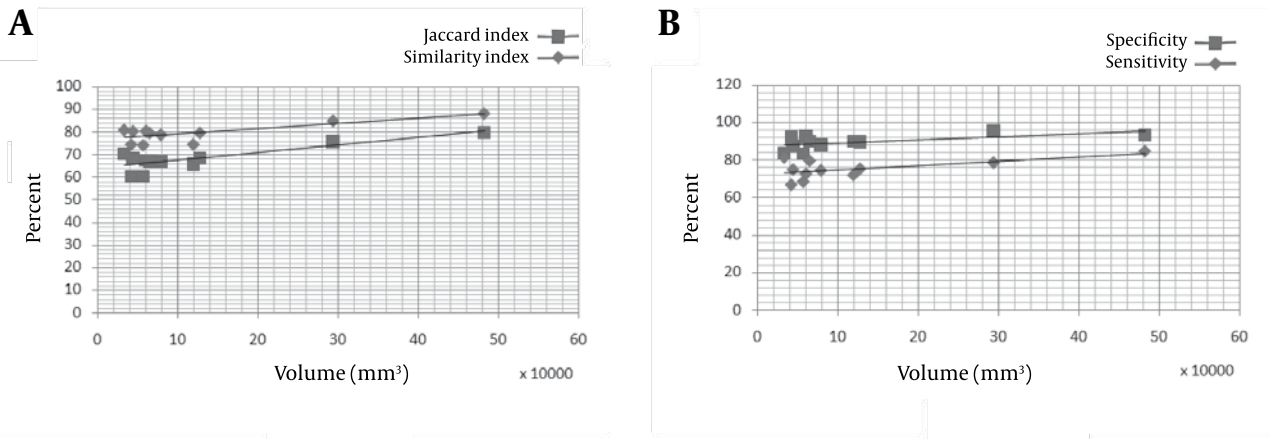 A
Jaccard index
Similarity index
100
90
80
70
60
50
40
30
20
10
0
Percent
0 10 20 30 40 50 60
Volume (mm³)
x 10000
B
Specificity
Sensitivity
120
100
80
60
40
20
0
Percent
0 10 20 30 40 50 60
Volume (mm³)
x 10000